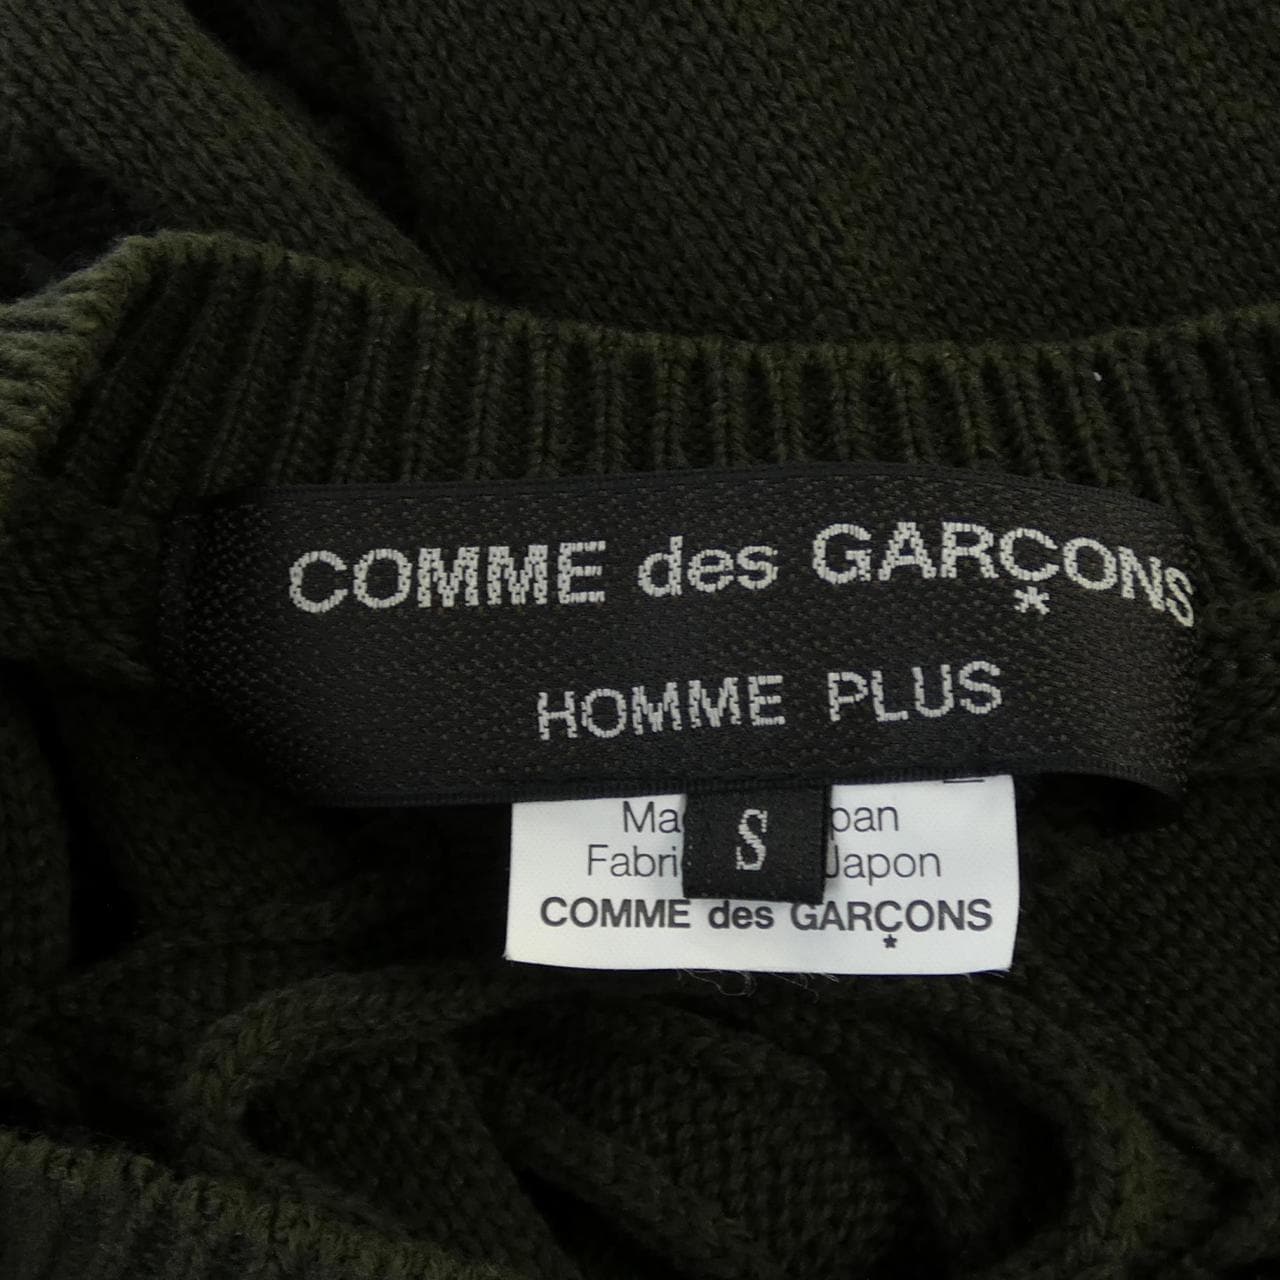 COMME des GARÇONS
HOMME PLUS
S
Ma pan
Fabri Japon
COMME des GARÇONS